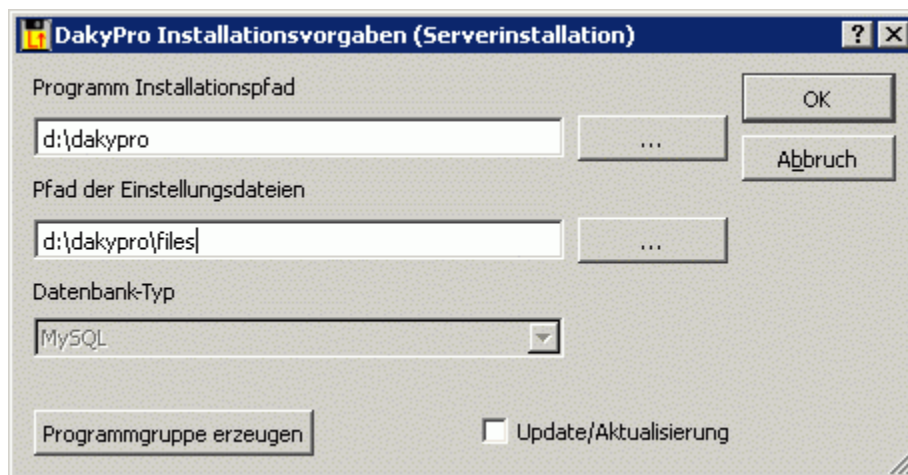 DakyPro Installationsvorgaben (Serverinstallation)
Programm Installationspfad
OK
d:\dakypro
...
Abbruch
Pfad der Einstellungsdateien
d:\dakypro\files
...
Datenbank-Typ
MySQL
Programmgruppe erzeugen
Update/Aktualisierung